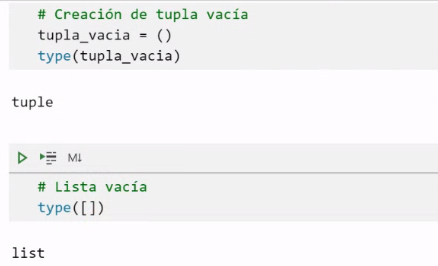 # Creación de tupla vacía
tupla_vacia = ()
type(tupla_vacia)
tuple
M↓
# Lista vacía
type([])
list